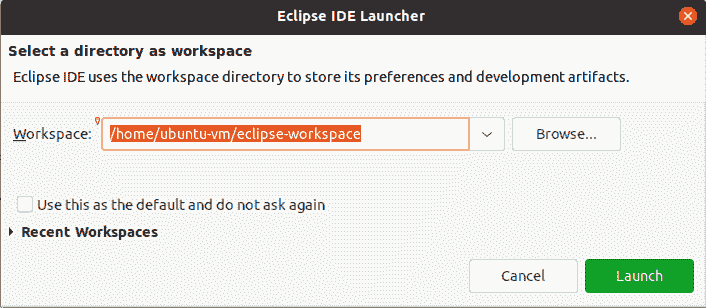 Eclipse IDE Launcher
Select a directory as workspace
Eclipse IDE uses the workspace directory to store its preferences and development artifacts.
Workspace: /home/ubuntu-vm/eclipse-workspace Browse...
Use this as the default and do not ask again
Recent Workspaces
Cancel Launch